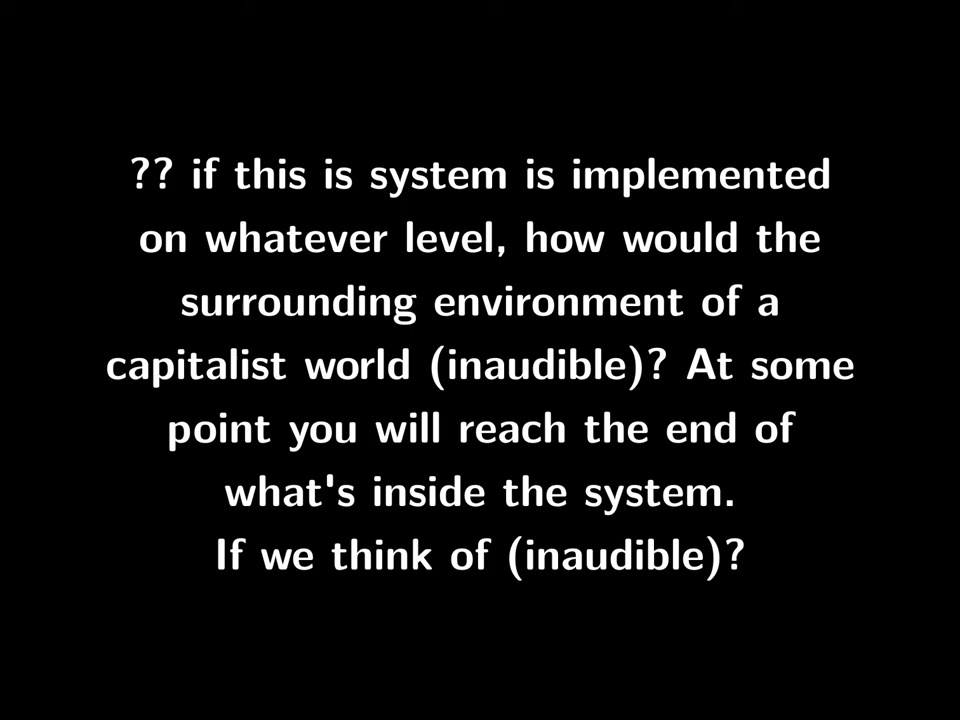 ?? if this is system is implemented
on whatever level, how would the
surrounding environment of a
capitalist world (inaudible)? At some
point you will reach the end of
what's inside the system.
If we think of (inaudible)?